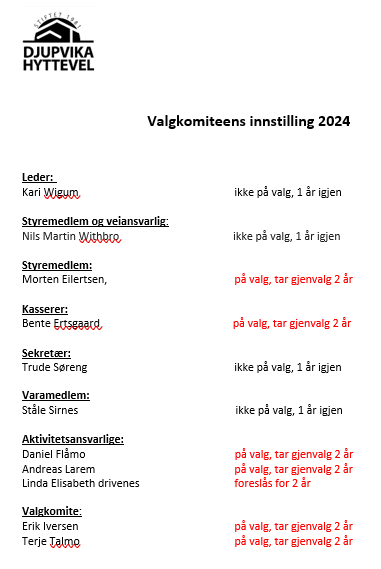 STIFTET 1981
DJUPVIKA
HYTTEVEL
Valgkomiteens innstilling 2024
Leder:
Kari Wigum, ikke på valg, 1 år igjen
Styremedlem og veiansvarlig:
Nils Martin Withbro, ikke på valg, 1 år igjen
Styremedlem:
Morten Eilertsen, på valg, tar gjenvalg 2 år
Kasserer:
Bente Ertsgaard, på valg, tar gjenvalg 2 år
Sekretær:
Trude Søreng ikke på valg, 1 år igjen
Varamedlem:
Ståle Sirnes ikke på valg, 1 år igjen
Aktivitetsansvarlige:
Daniel Flåmo på valg, tar gjenvalg 2 år
Andreas Larem på valg, tar gjenvalg 2 år
Linda Elisabeth drivenes foreslås for 2 år
Valgkomite:
Erik Iversen på valg, tar gjenvalg 2 år
Terje Talmo på valg, tar gjenvalg 2 år